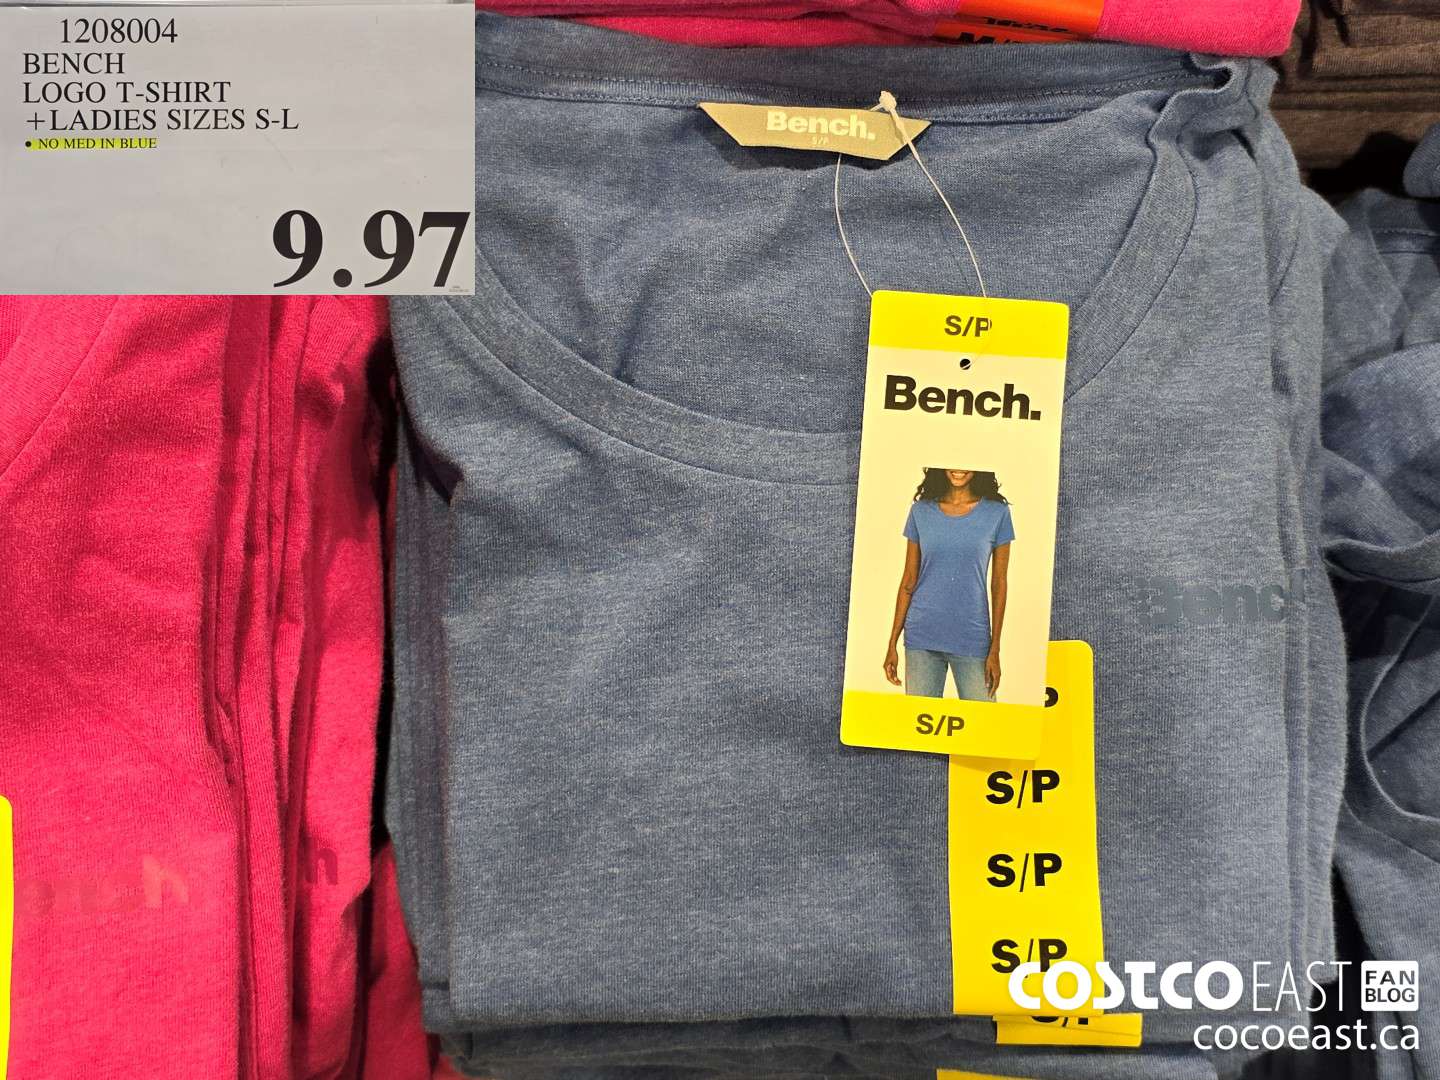 1208004
BENCH
LOGO T-SHIRT
+LADIES SIZES S-L
• NO MED IN BLUE
9.97
Bench.
S/P
S/P
Bench.
S/P
S/P
S/P
S/P
COSTCO EAST FAN BLOG
cocoeast.ca